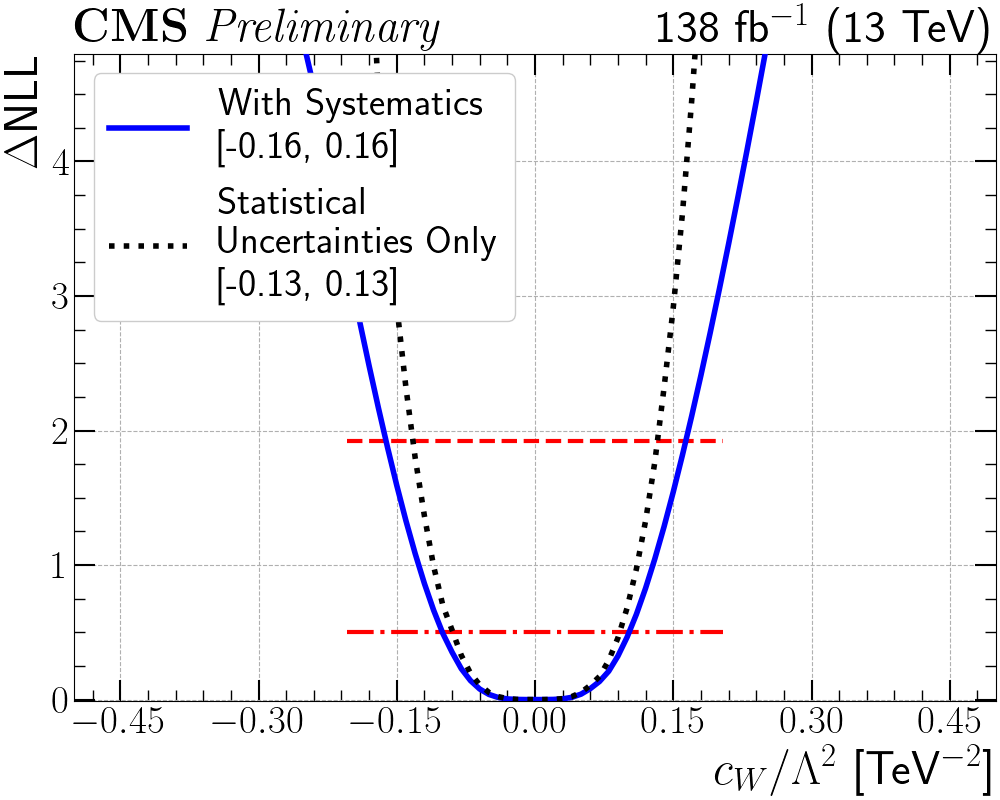 CMS Preliminary
138 fb⁻¹ (13 TeV)
ΔNLL
With Systematics
[-0.16, 0.16]
Statistical
Uncertainties Only
[-0.13, 0.13]
4
3
2
1
0
−0.45 −0.30 −0.15 0.00 0.15 0.30 0.45
c_W/Λ² [TeV⁻²]